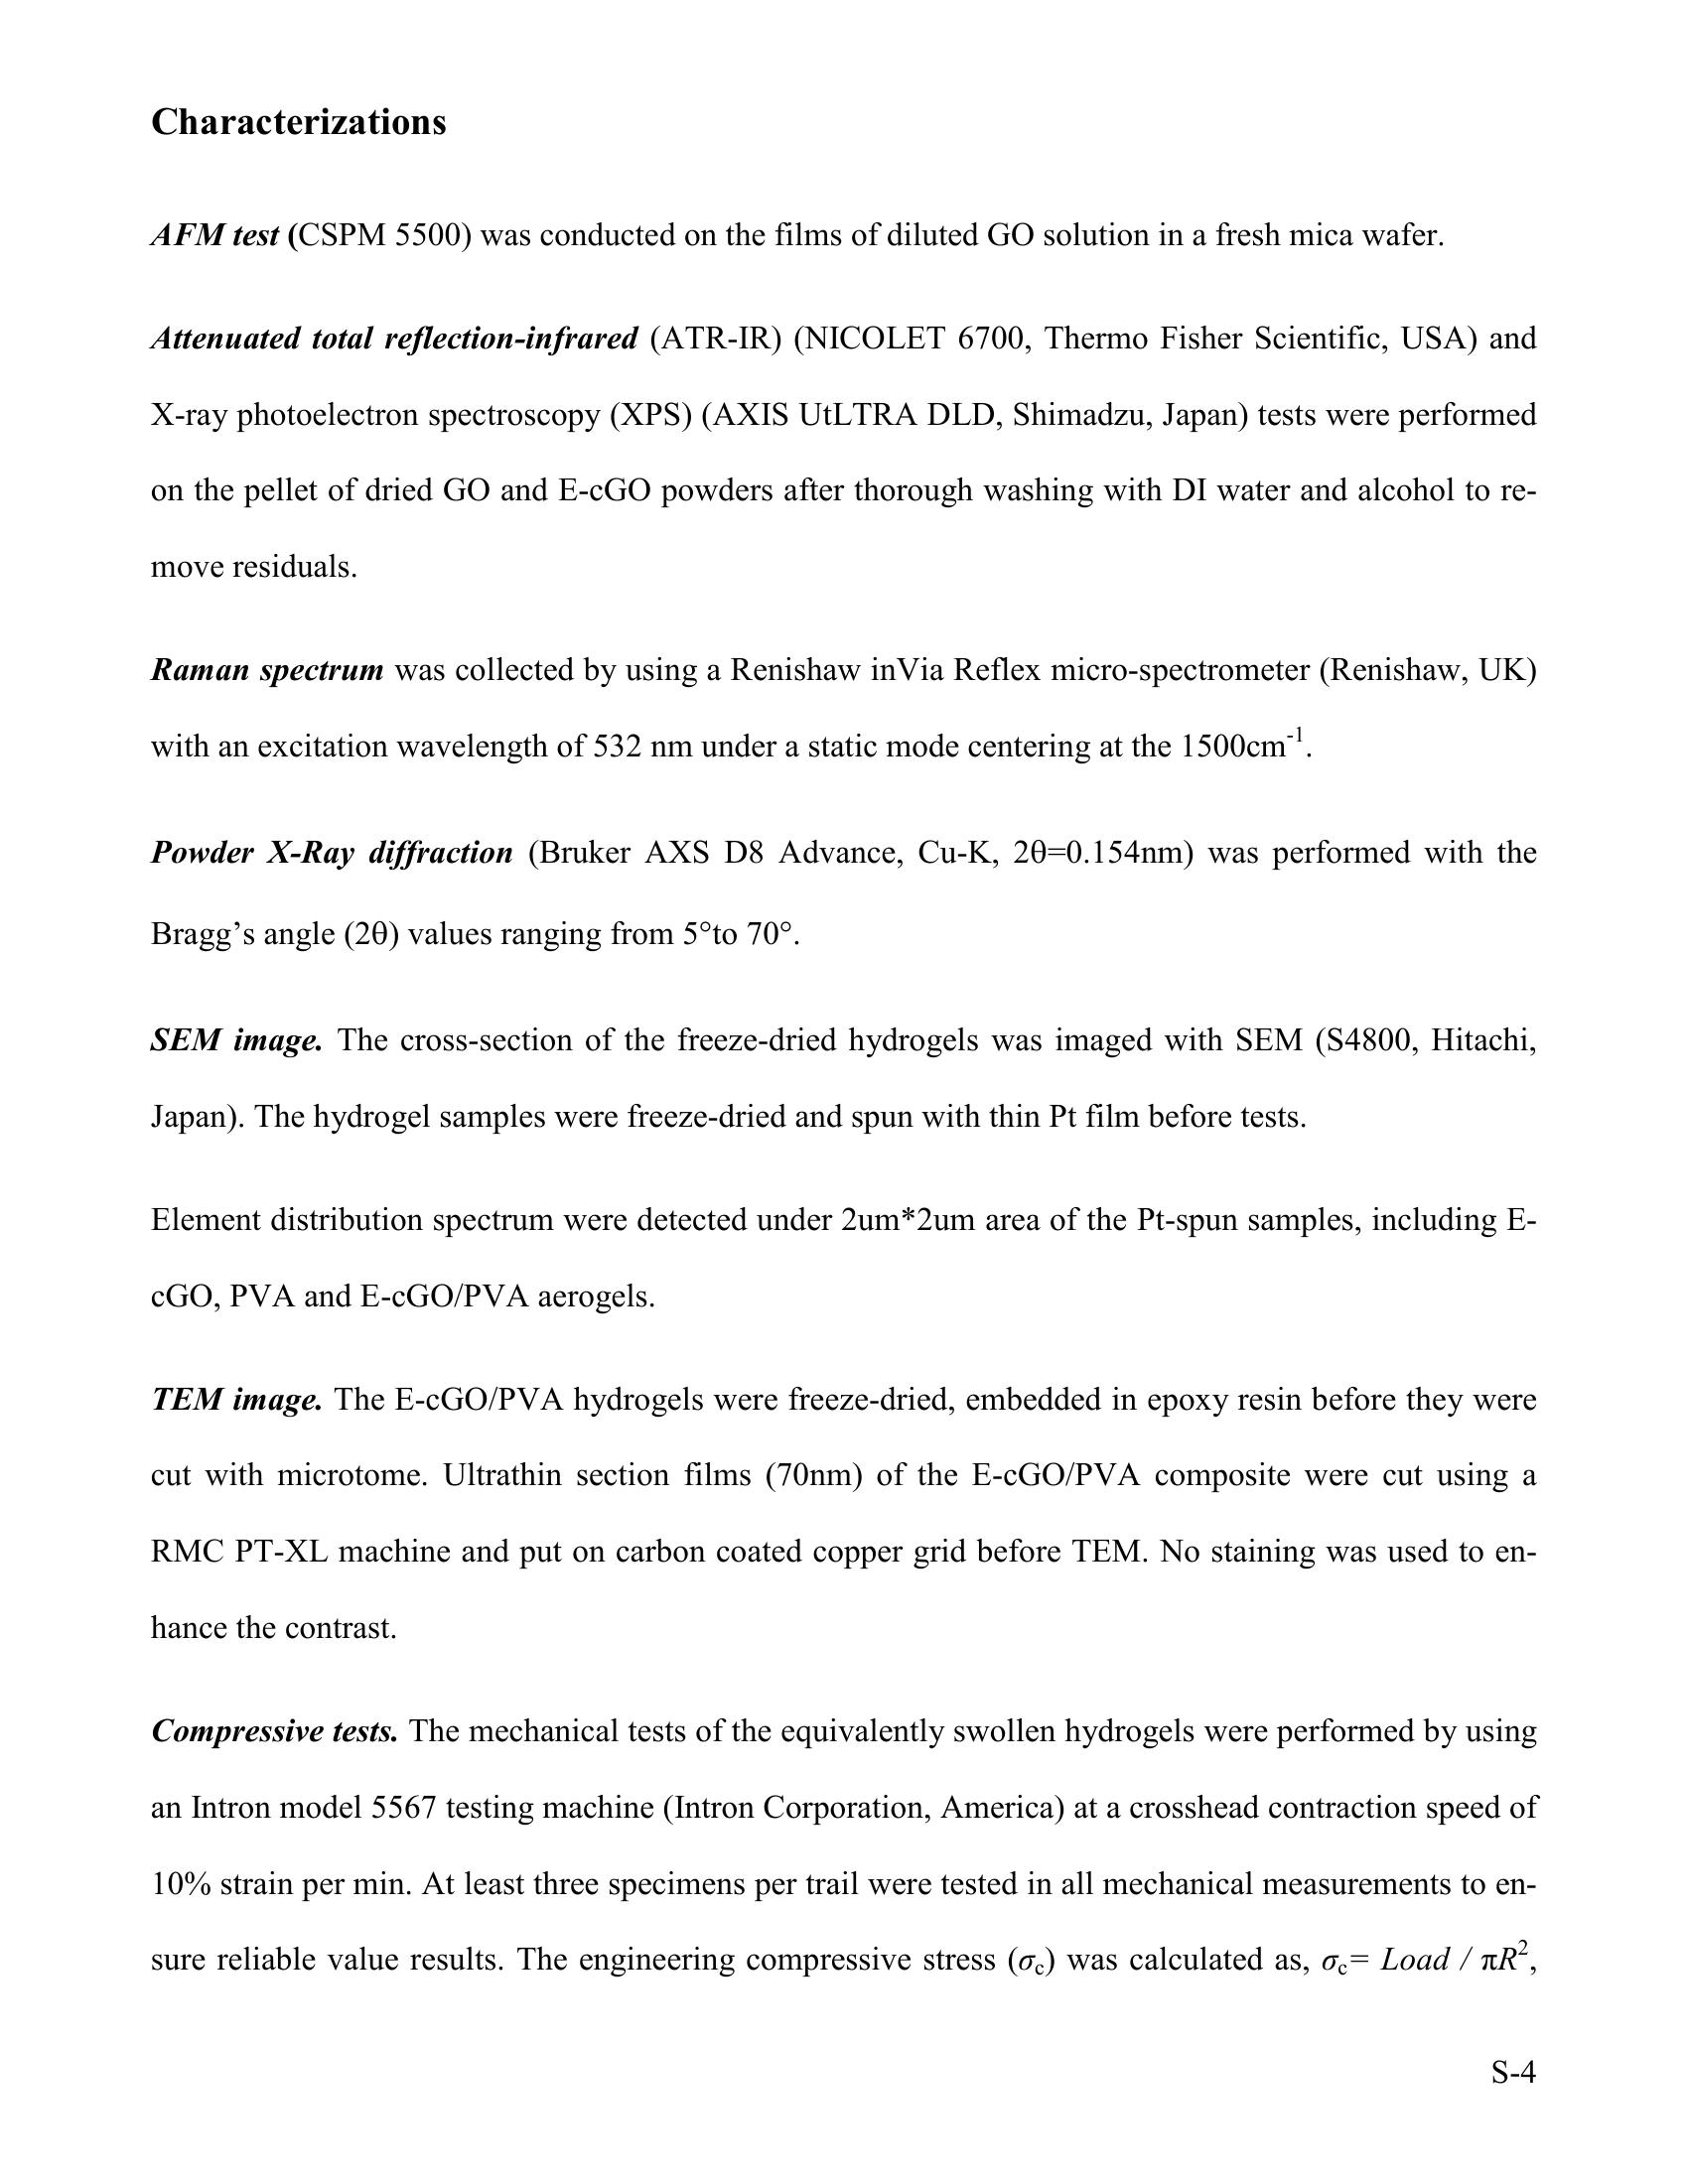 Characterizations
AFM test (CSPM 5500) was conducted on the films of diluted GO solution in a fresh mica wafer.
Attenuated total reflection-infrared (ATR-IR) (NICOLET 6700, Thermo Fisher Scientific, USA) and
X-ray photoelectron spectroscopy (XPS) (AXIS UtLTRA DLD, Shimadzu, Japan) tests were performed
on the pellet of dried GO and E-cGO powders after thorough washing with DI water and alcohol to re-
move residuals.
Raman spectrum was collected by using a Renishaw inVia Reflex micro-spectrometer (Renishaw, UK)
with an excitation wavelength of 532 nm under a static mode centering at the 1500cm⁻¹.
Powder X-Ray diffraction (Bruker AXS D8 Advance, Cu-K, 2θ=0.154nm) was performed with the
Bragg’s angle (2θ) values ranging from 5°to 70°.
SEM image. The cross-section of the freeze-dried hydrogels was imaged with SEM (S4800, Hitachi,
Japan). The hydrogel samples were freeze-dried and spun with thin Pt film before tests.
Element distribution spectrum were detected under 2um*2um area of the Pt-spun samples, including E-
cGO, PVA and E-cGO/PVA aerogels.
TEM image. The E-cGO/PVA hydrogels were freeze-dried, embedded in epoxy resin before they were
cut with microtome. Ultrathin section films (70nm) of the E-cGO/PVA composite were cut using a
RMC PT-XL machine and put on carbon coated copper grid before TEM. No staining was used to en-
hance the contrast.
Compressive tests. The mechanical tests of the equivalently swollen hydrogels were performed by using
an Intron model 5567 testing machine (Intron Corporation, America) at a crosshead contraction speed of
10% strain per min. At least three specimens per trail were tested in all mechanical measurements to en-
sure reliable value results. The engineering compressive stress (σc) was calculated as, σc= Load / πR²,
S-4